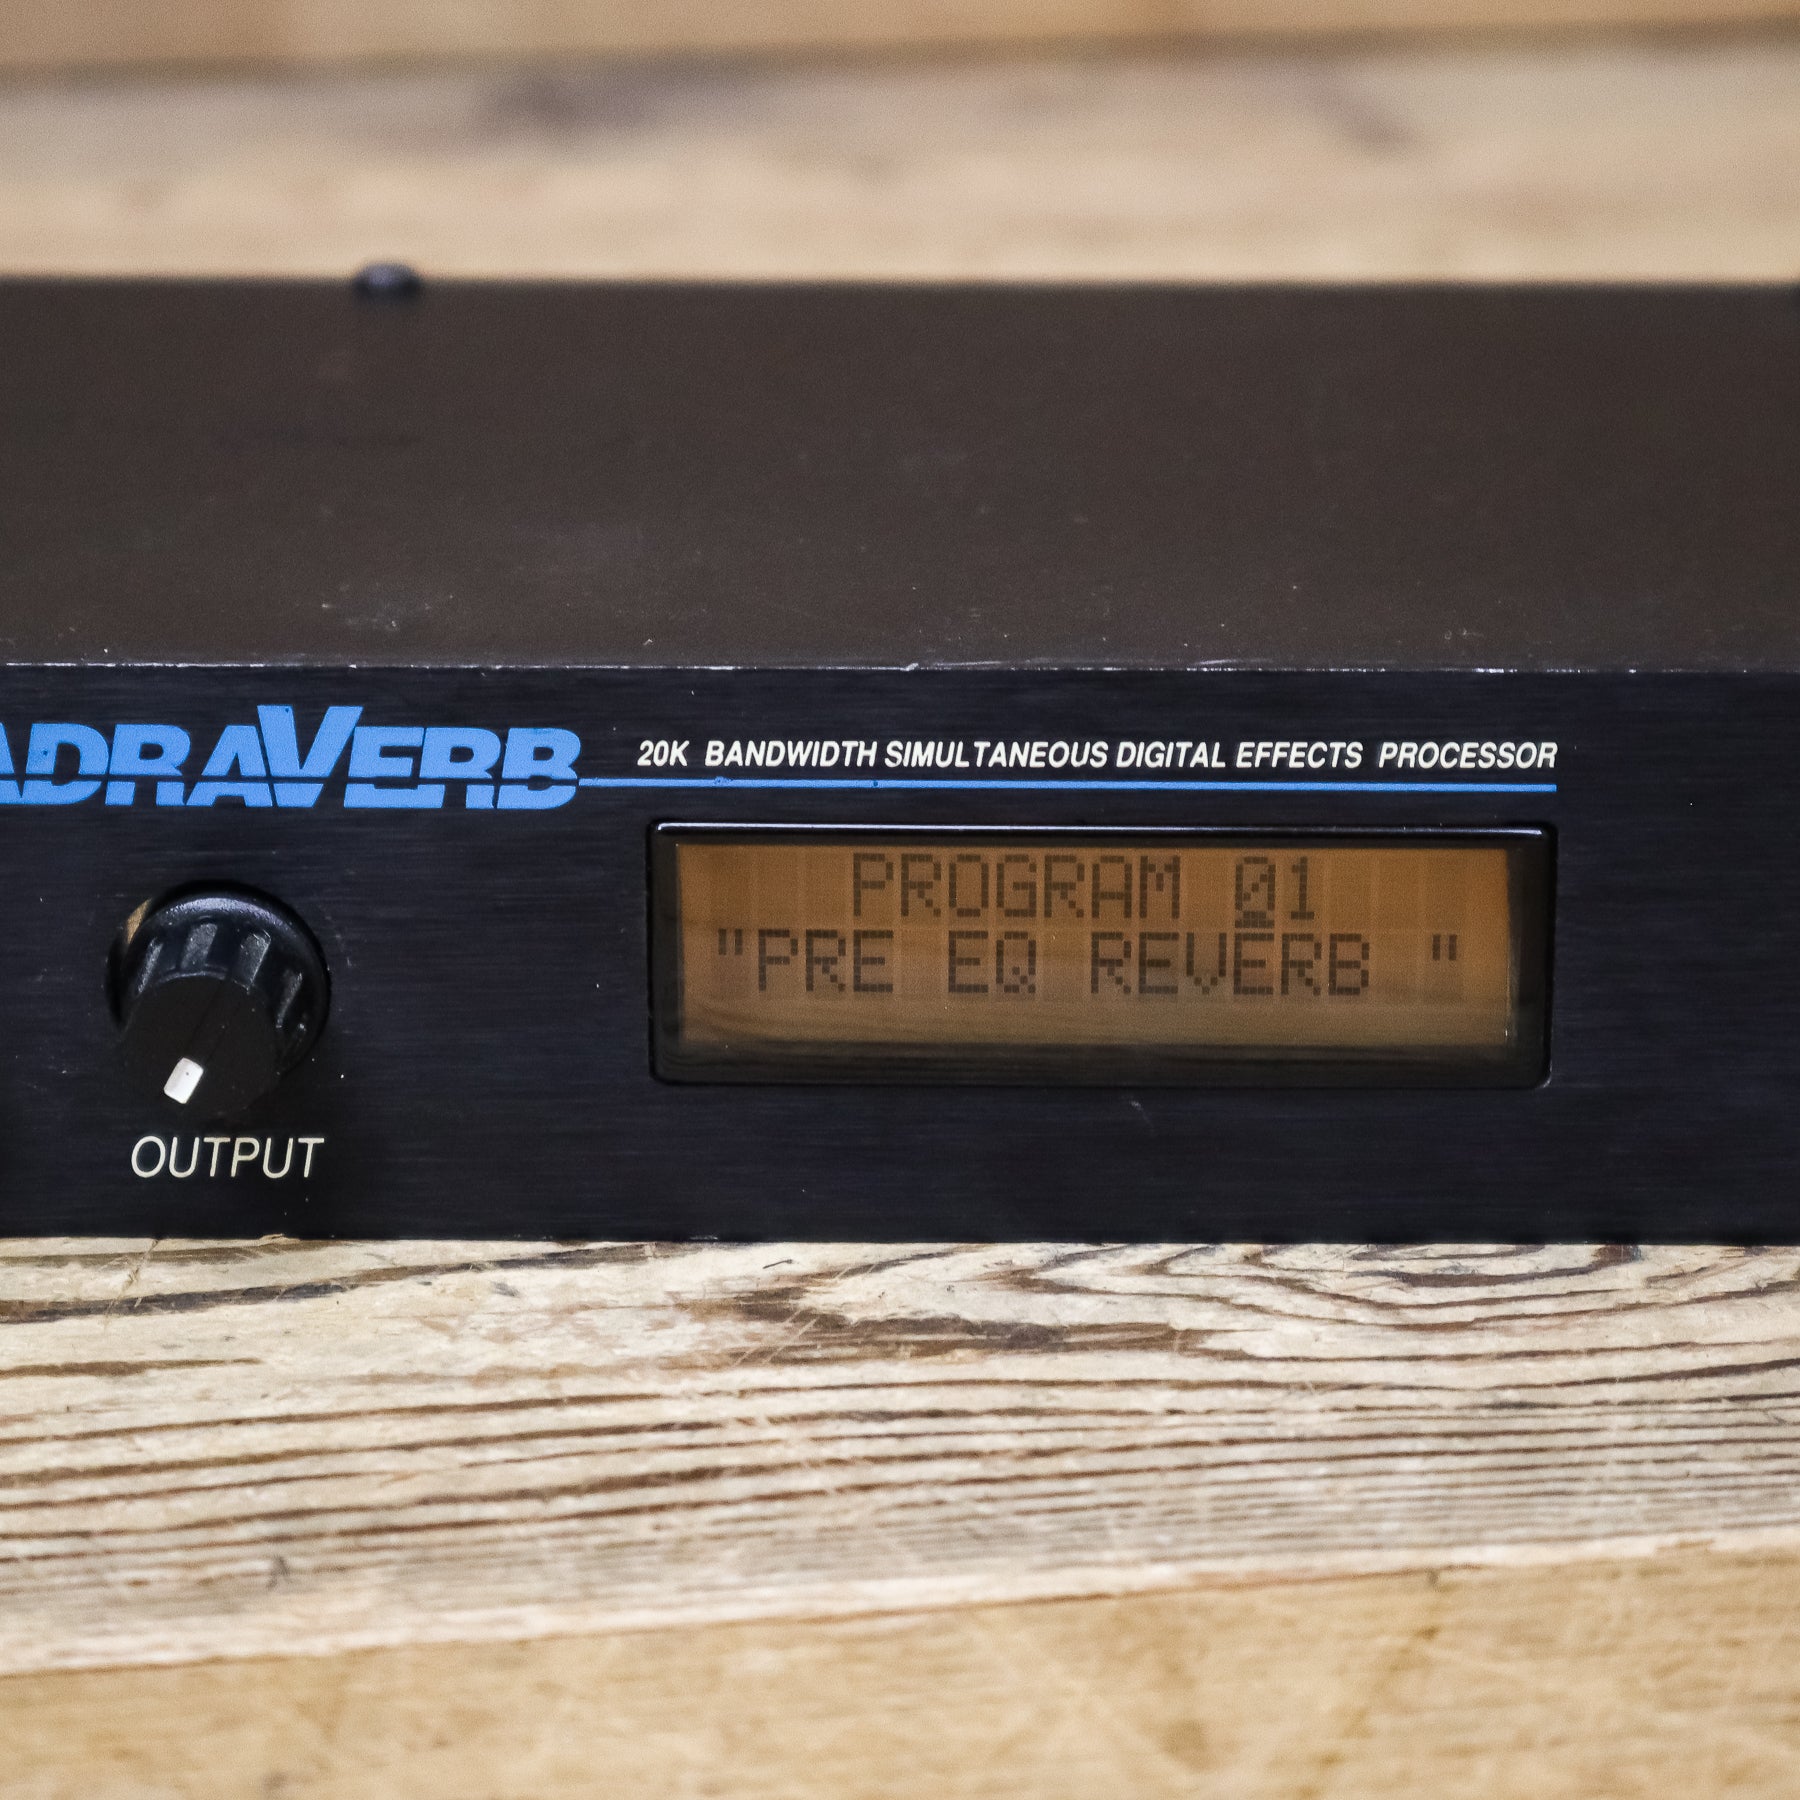 ADRAVERB
20K BANDWIDTH SIMULTANEOUS DIGITAL EFFECTS PROCESSOR
PROGRAM 01
"PRE EQ REVERB "
OUTPUT